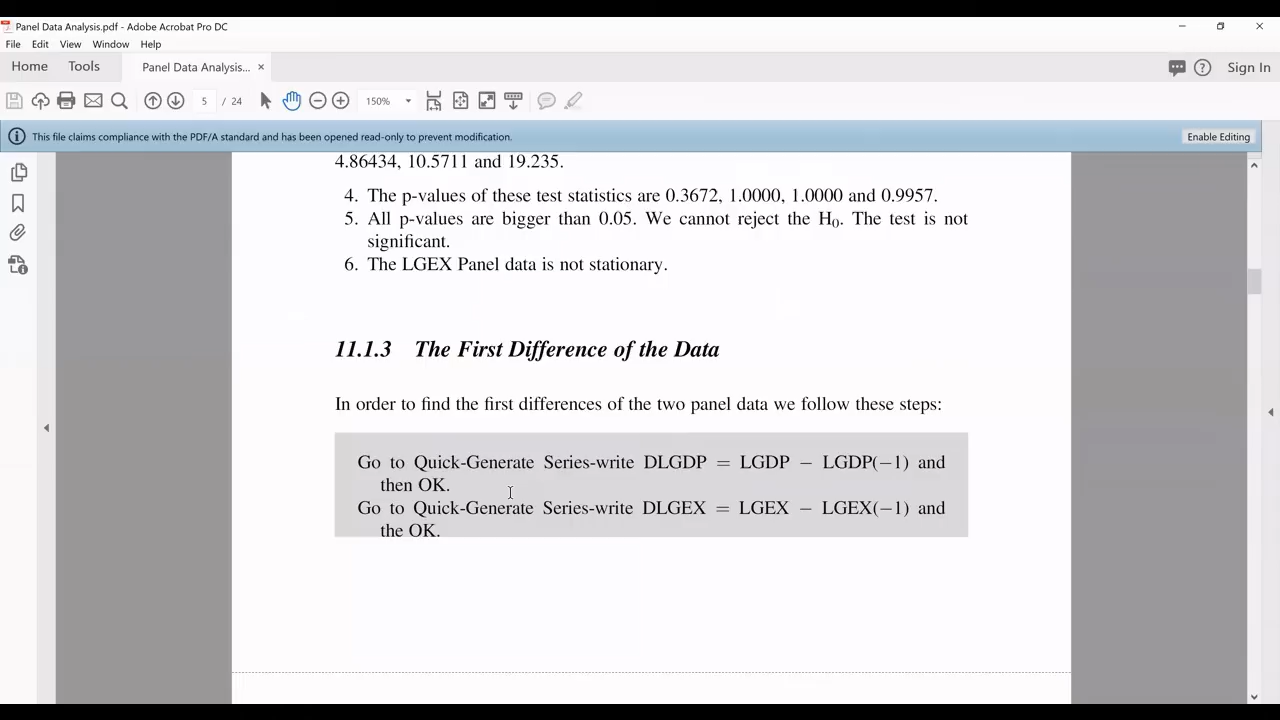 Panel Data Analysis.pdf - Adobe Acrobat Pro DC
File Edit View Window Help
Home Tools Panel Data Analysis... × Sign In
5 / 24 150%
This file claims compliance with the PDF/A standard and has been opened read-only to prevent modification. Enable Editing
4.86434, 10.5711 and 19.235.
4. The p-values of these test statistics are 0.3672, 1.0000, 1.0000 and 0.9957.
5. All p-values are bigger than 0.05. We cannot reject the H0. The test is not
significant.
6. The LGEX Panel data is not stationary.
11.1.3 The First Difference of the Data
In order to find the first differences of the two panel data we follow these steps:
Go to Quick-Generate Series-write DLGDP = LGDP − LGDP(−1) and
then OK.
Go to Quick-Generate Series-write DLGEX = LGEX − LGEX(−1) and
the OK.